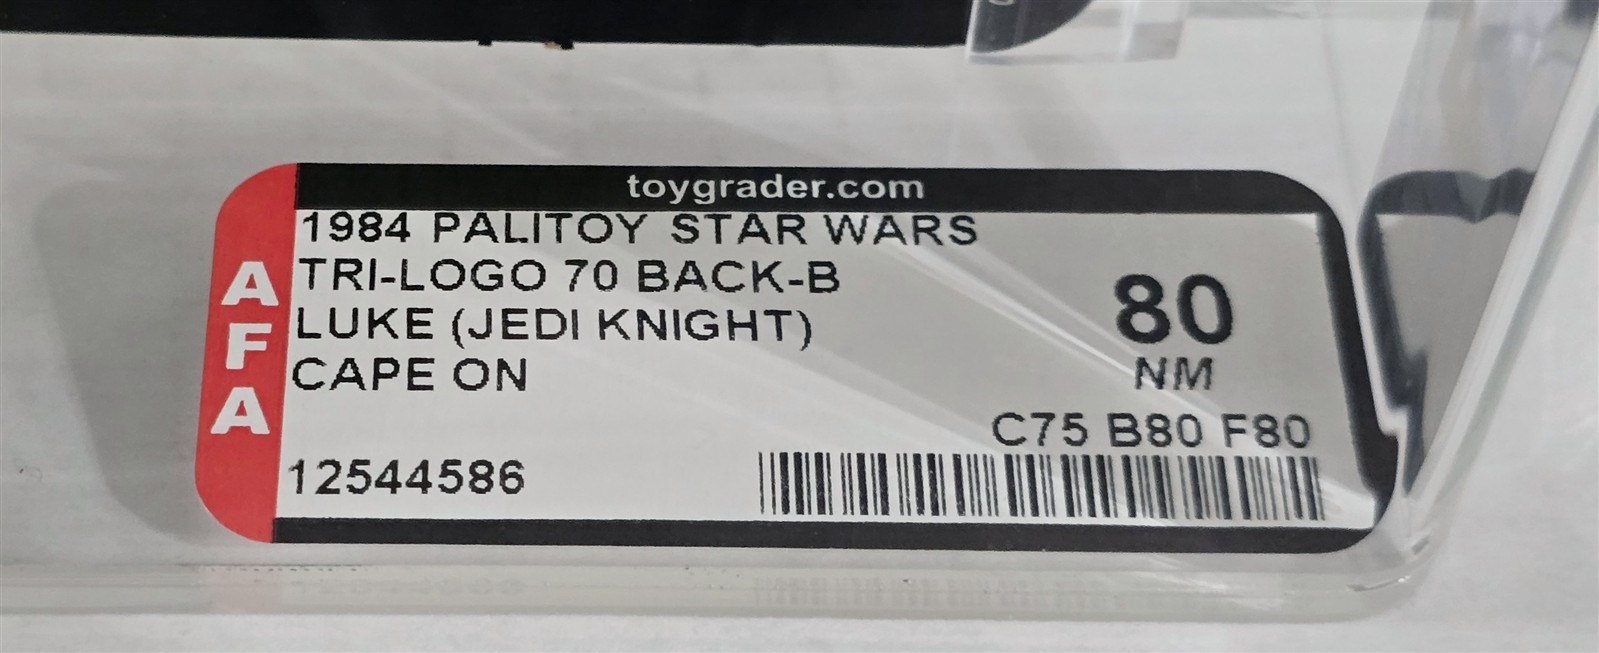 toygrader.com
AFA
1984 PALITOY STAR WARS
TRI-LOGO 70 BACK-B
LUKE (JEDI KNIGHT)
CAPE ON
80
NM
C75 B80 F80
12544586